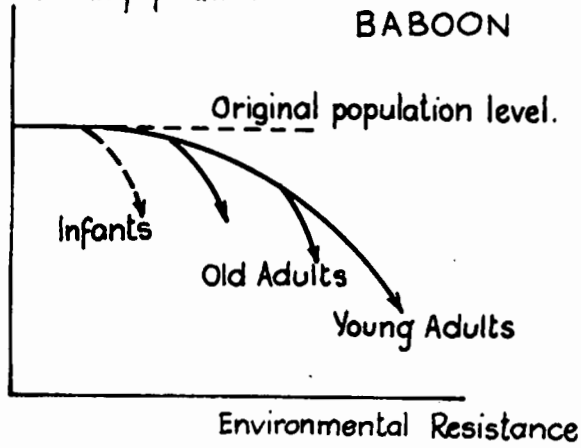 BABOON
Original population level.
Infants
Old Adults
Young Adults
Environmental Resistance